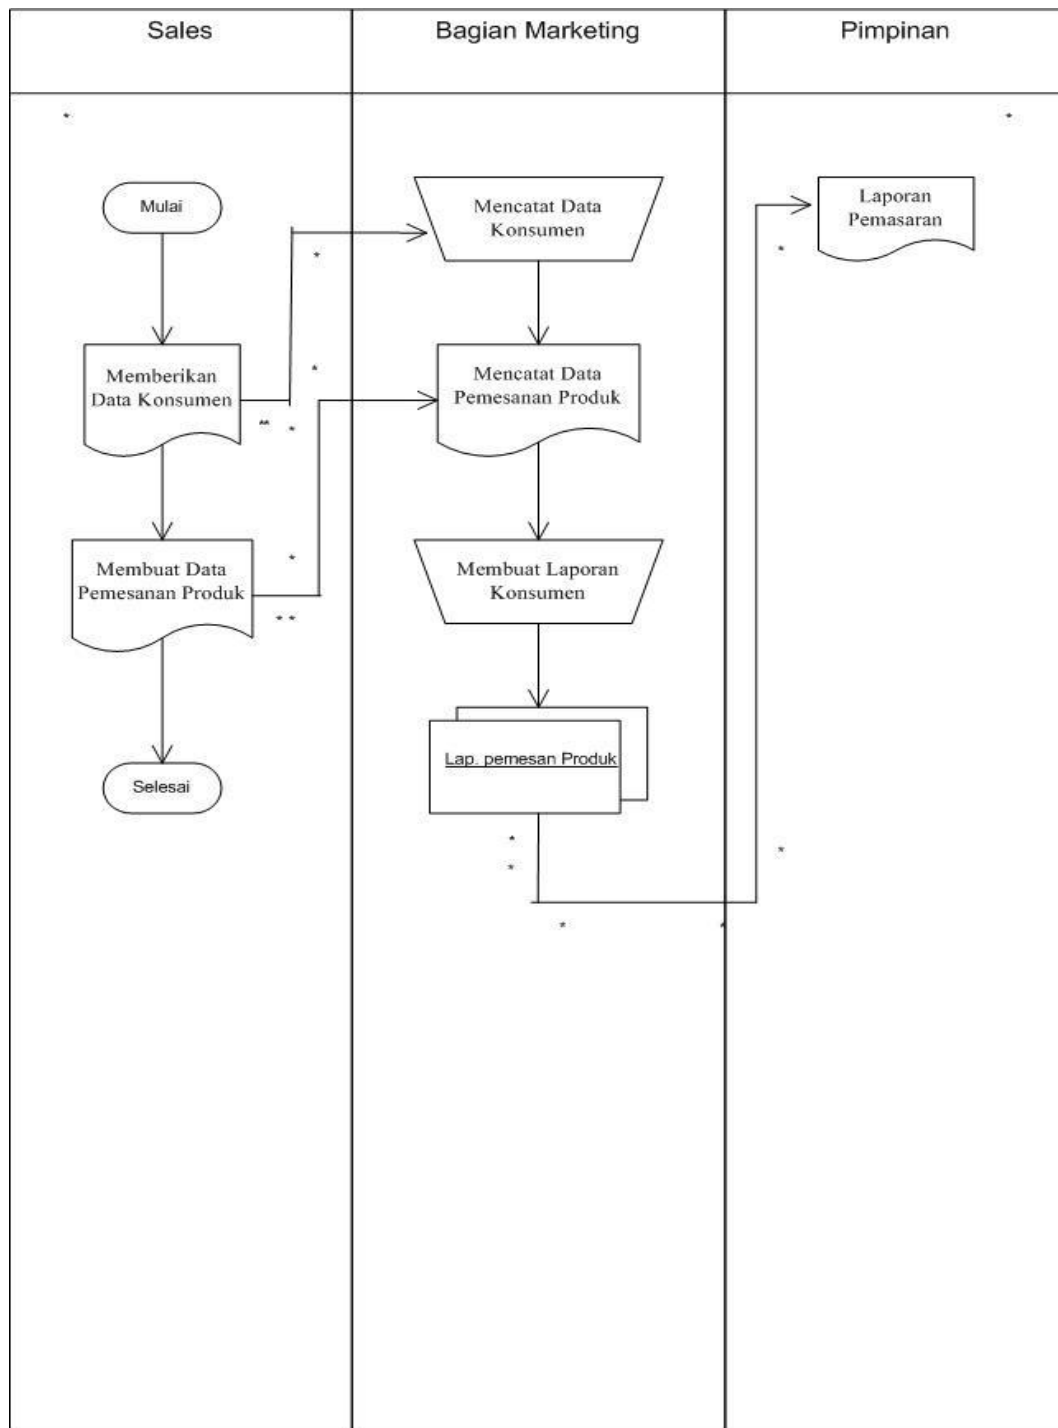 Sales
Bagian Marketing
Pimpinan
*
*
Mulai
Mencatat Data
Konsumen
Laporan
Pemasaran
*
*
Memberikan
Data Konsumen
*
Mencatat Data
Pemesanan Produk
**
*
Membuat Data
Pemesanan Produk
*
Membuat Laporan
Konsumen
* *
Lap. pemesan Produk
Selesai
*
*
*
*
*